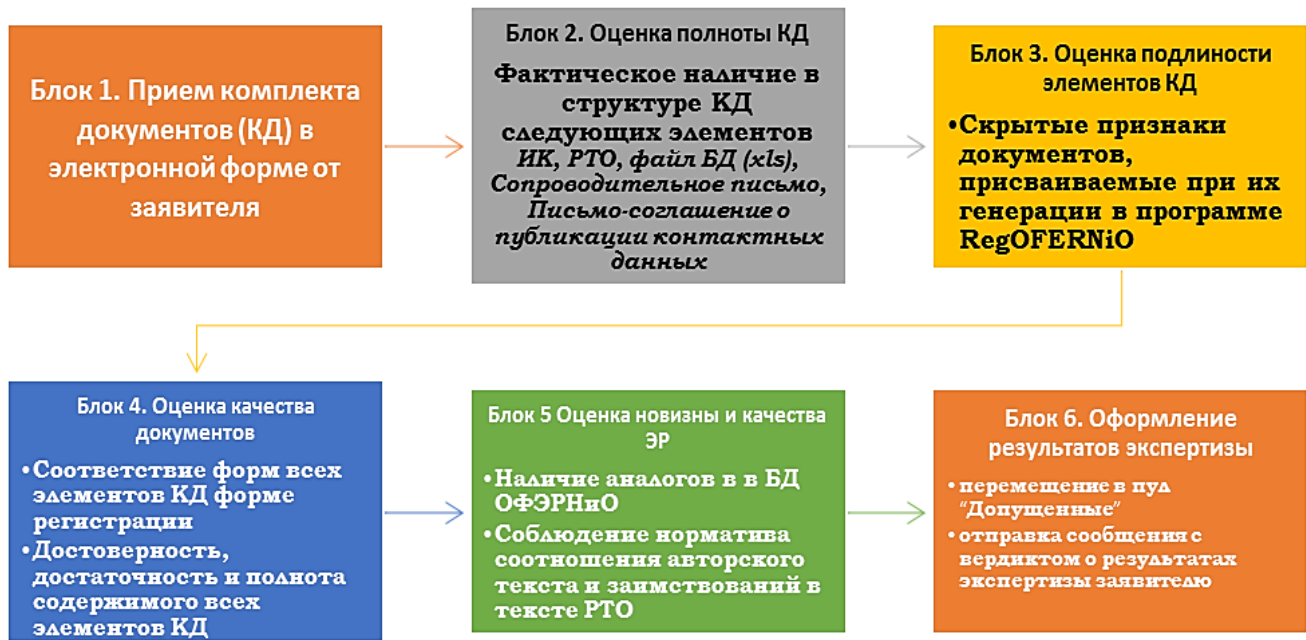 Блок 1. Прием комплекта
документов (КД) в
электронной форме от
заявителя
Блок 2. Оценка полноты КД
Фактическое наличие в
структуре КД
следующих элементов
ИК, РТО, файл БД (xls),
Сопроводительное письмо,
Письмо-соглашение о
публикации контактных
данных
Блок 3. Оценка подлиности
элементов КД
•Скрытые признаки
документов,
присваиваемые при их
генерации в программе
RegOFERNiO
Блок 4. Оценка качества
документов
•Соответствие форм всех
элементов КД форме
регистрации
•Достоверность,
достаточность и полнота
содержимого всех
элементов КД
Блок 5 Оценка новизны и качества
ЭР
•Наличие аналогов в в БД
ОФЭРНиО
•Соблюдение норматива
соотношения авторского
текста и заимствований в
тексте РТО
Блок 6. Оформление
результатов экспертизы
•перемещение в пул
“Допущенные”
•отправка сообщения с
вердиктом о результатах
экспертизы заявителю